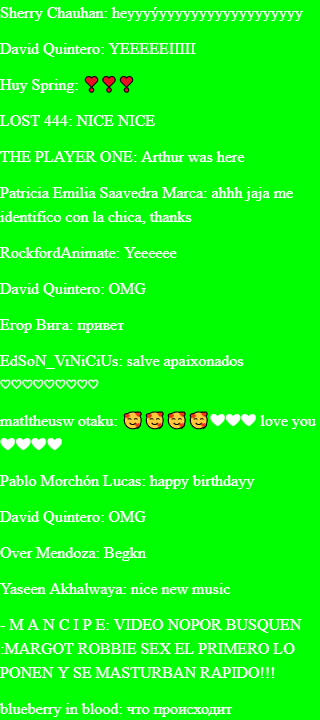 Sherry Chauhan: heyyyýyyyyyyyyyyyyyyyyyyyy
David Quintero: YEEEEEIIIII
Huy Spring: ❣❣❣
LOST 444: NICE NICE
THE PLAYER ONE: Arthur was here
Patricia Emilia Saavedra Marca: ahhh jaja me
identifico con la chica, thanks
RockfordAnimate: Yeeeeee
David Quintero: OMG
Егор Вига: привет
EdSoN_ViNiCiUs: salve apaixonados
♡♡♡♡♡♡♡♡♡
matltheusw otaku: 🥰🥰🥰🥰🤍🤍🤍 love you
🤍🤍🤍🤍
Pablo Morchón Lucas: happy birthdayy
David Quintero: OMG
Over Mendoza: Begkn
Yaseen Akhalwaya: nice new music
- M A N C I P E: VIDEO NOPOR BUSQUEN
:MARGOT ROBBIE SEX EL PRIMERO LO
PONEN Y SE MASTURBAN RAPIDO!!!
blueberry in blood: что происходит